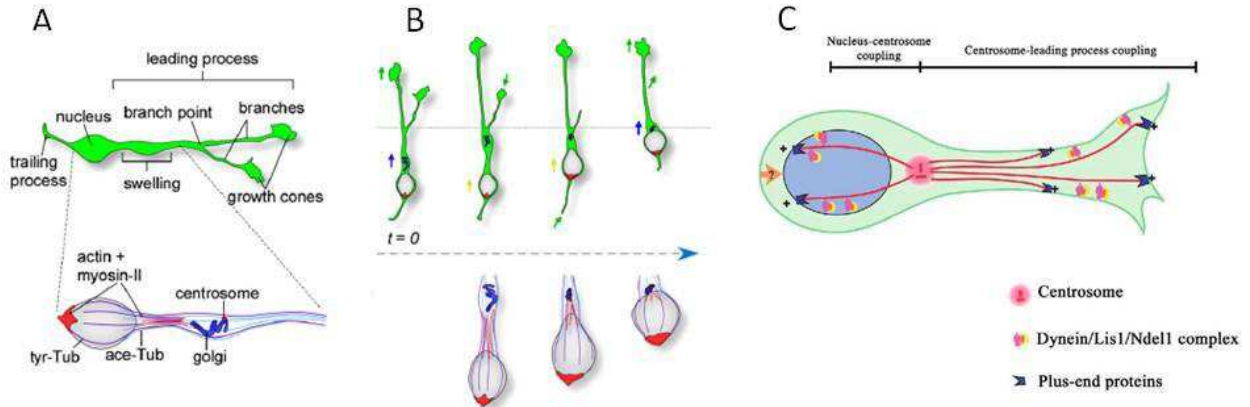 A
leading process
nucleus
branch point
branches
trailing process
swelling
growth cones
actin + myosin-II
centrosome
tyr-Tub
ace-Tub
golgi
B
t = 0
C
Nucleus-centrosome
coupling
Centrosome-leading process coupling
+
+
+
+
+
+
?
Centrosome
Dynein/Lis1/Ndel1 complex
Plus-end proteins